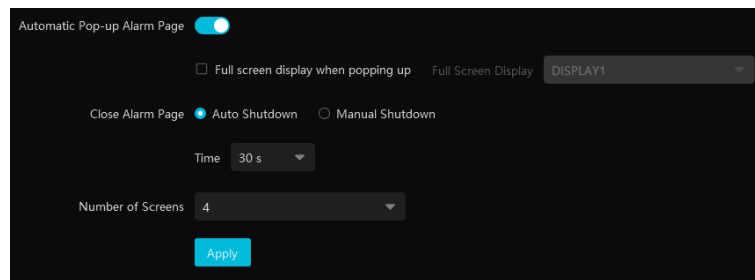 Automatic Pop-up Alarm Page
Full screen display when popping up Full Screen Display DISPLAY1
Close Alarm Page Auto Shutdown Manual Shutdown
Time 30 s
Number of Screens 4
Apply